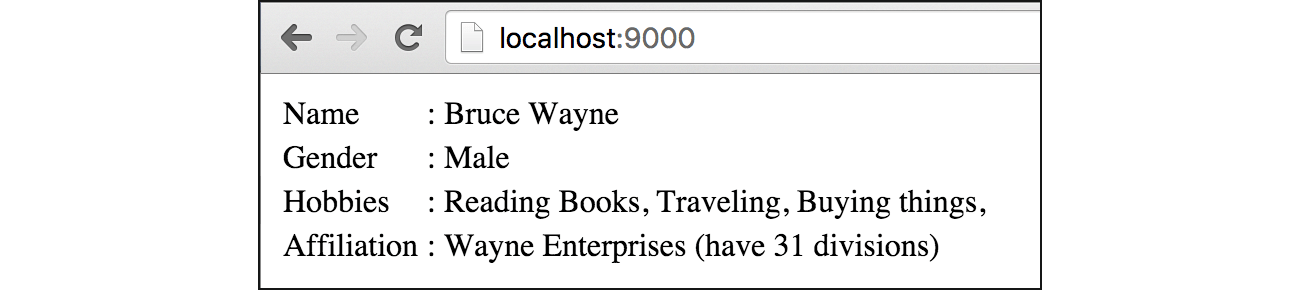 localhost:9000
Name : Bruce Wayne
Gender : Male
Hobbies : Reading Books, Traveling, Buying things,
Affiliation : Wayne Enterprises (have 31 divisions)